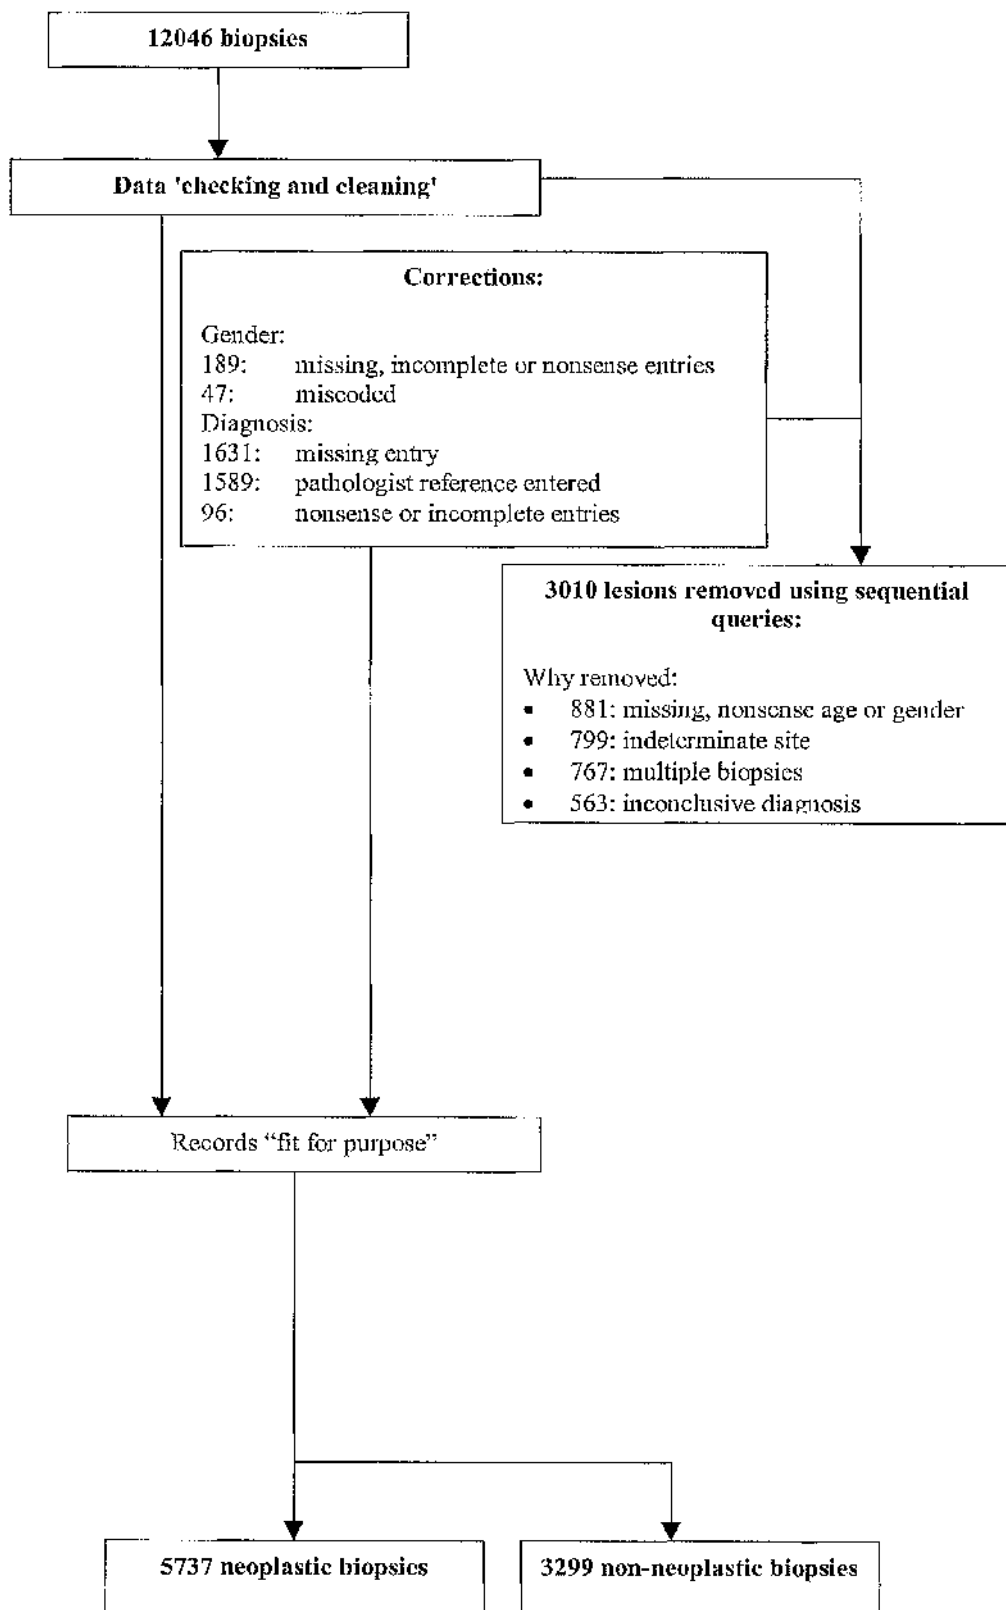 12046 biopsies
Data 'checking and cleaning'
Corrections:
Gender:
189: missing, incomplete or nonsense entries
47: miscoded
Diagnosis:
1631: missing entry
1589: pathologist reference entered
96: nonsense or incomplete entries
3010 lesions removed using sequential
queries:
Why removed:
• 881: missing, nonsense age or gender
• 799: indeterminate site
• 767: multiple biopsies
• 563: inconclusive diagnosis
Records “fit for purpose”
5737 neoplastic biopsies
3299 non-neoplastic biopsies